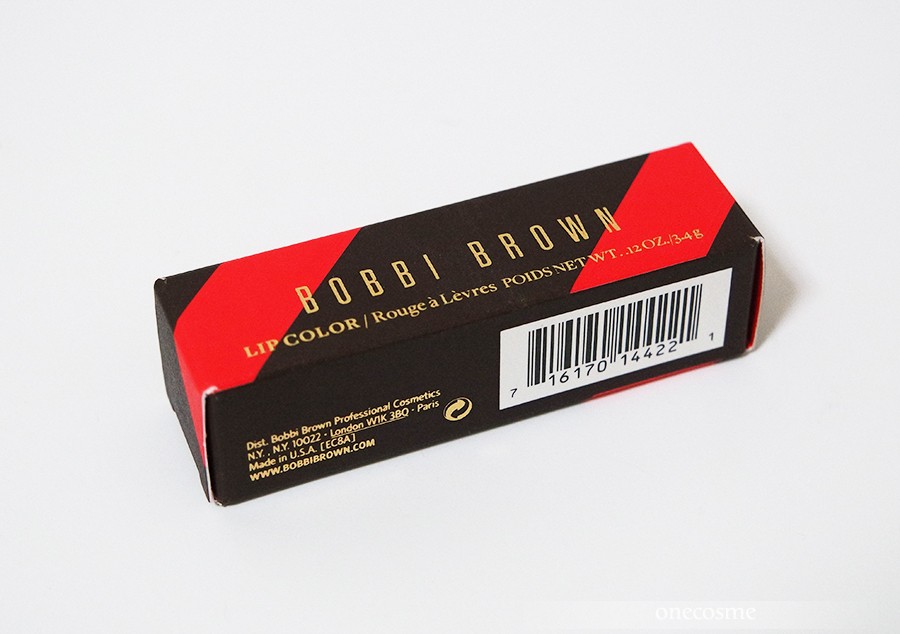 BOBBI BROWN
LIP COLOR / Rouge à Lèvres POIDS NET WT. .12 OZ./3.4 g
7 16170 14422 1
Dist. Bobbi Brown Professional Cosmetics
N.Y., N.Y. 10022 · London W1K 3BQ · Paris
Made in U.S.A. [EC8A]
WWW.BOBBIBROWN.COM
onecosme